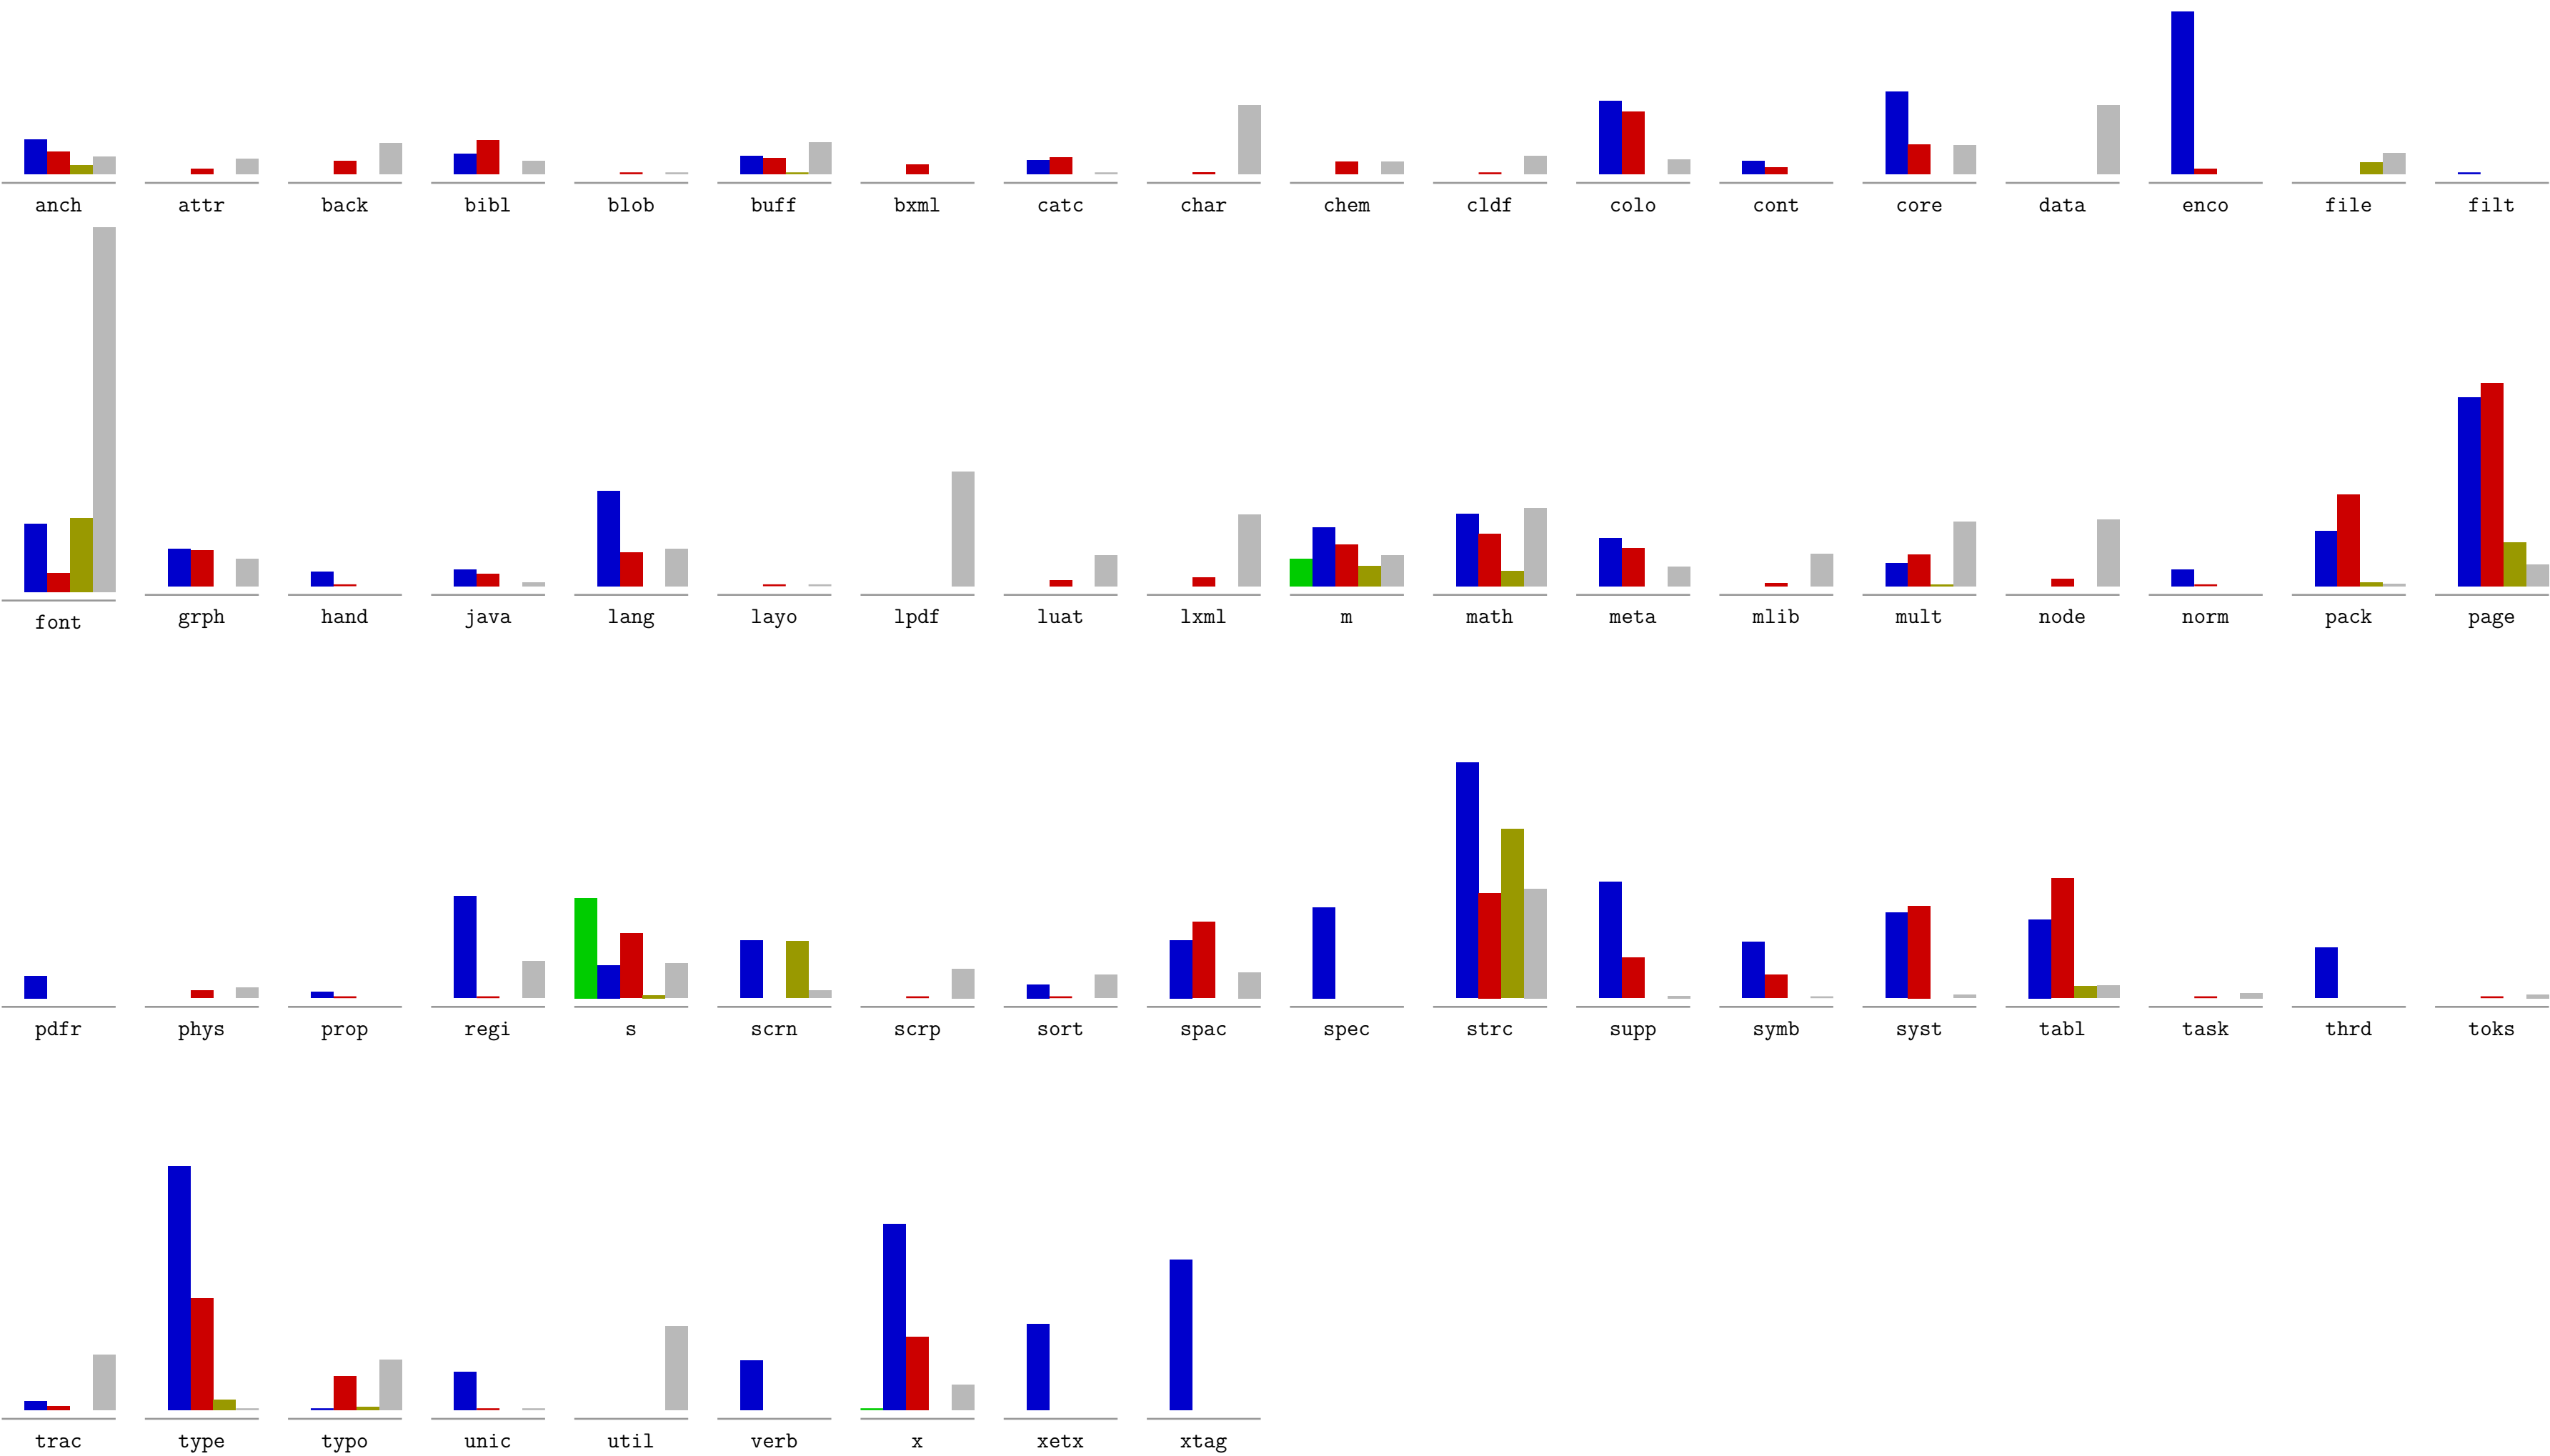 anch attr back bibl blob buff bxml catc char chem cldf colo cont core data enco file filt
font grph hand java lang layo lpdf luat lxml m math meta mlib mult node norm pack page
pdfr phys prop regi s scrn scrp sort spac spec strc supp symb syst tabl task thrd toks
trac type typo unic util verb x xetx xtag